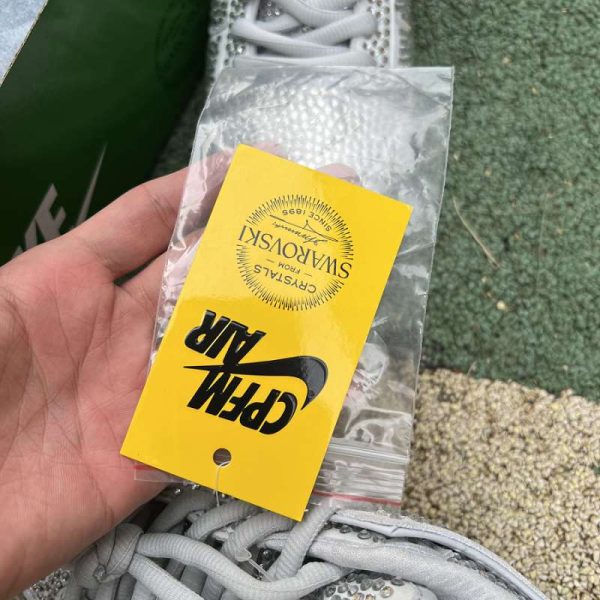 CPFM
AIR
CRYSTALS
FROM
SWAROVSKI
SINCE 1895